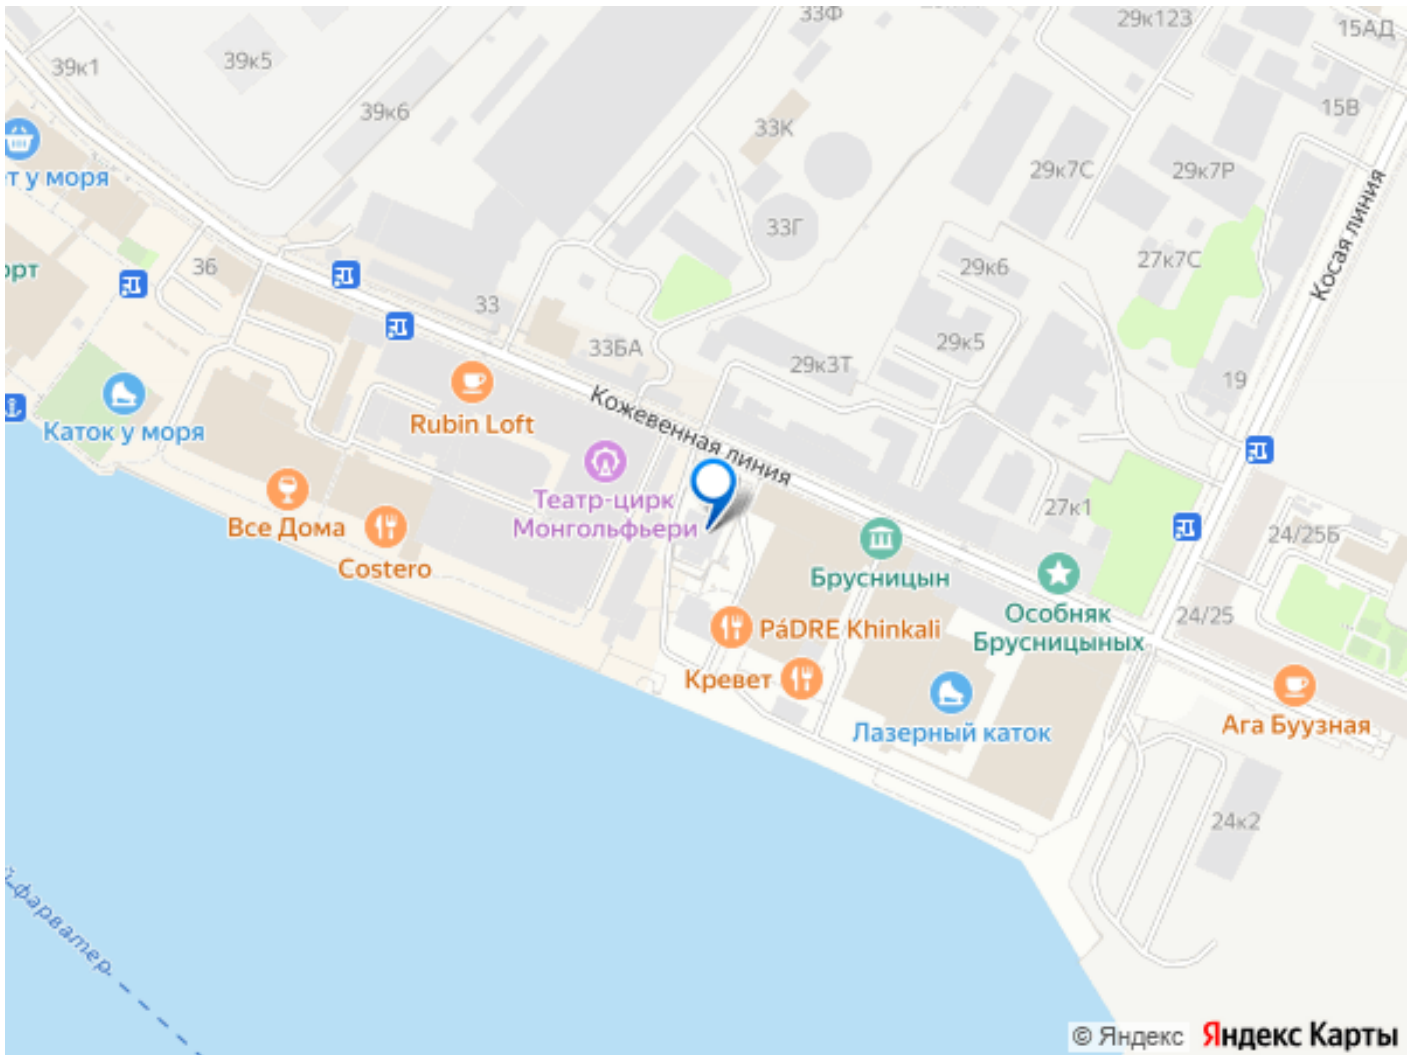 33Ф
29к123
15АД
39к1
39к5
39к6
33К
15В
т у моря
29к7С
29к7Р
Косая линия
33Г
36
орт
29к6
27к7С
33
33БА
29к5
29к3Т
19
Кожевенная линия
Rubin Loft
Каток у моря
Театр-цирк
Монгольфьери
27к1
Все Дома
24/25Б
Costero
Брусницын
Особняк
Брусницыных
24/25
PáDRE Khinkali
Кревет
Лазерный каток
Ага Буузная
24к2
й фарватер
© Яндекс
Яндекс Карты